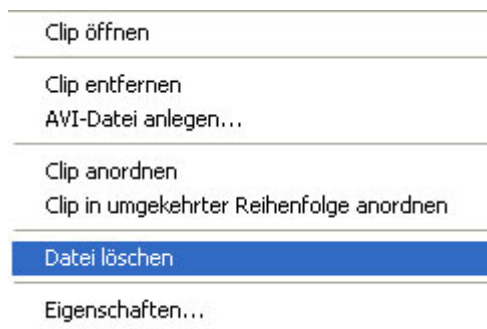 Clip öffnen
Clip entfernen
AVI-Datei anlegen...
Clip anordnen
Clip in umgekehrter Reihenfolge anordnen
Datei löschen
Eigenschaften...